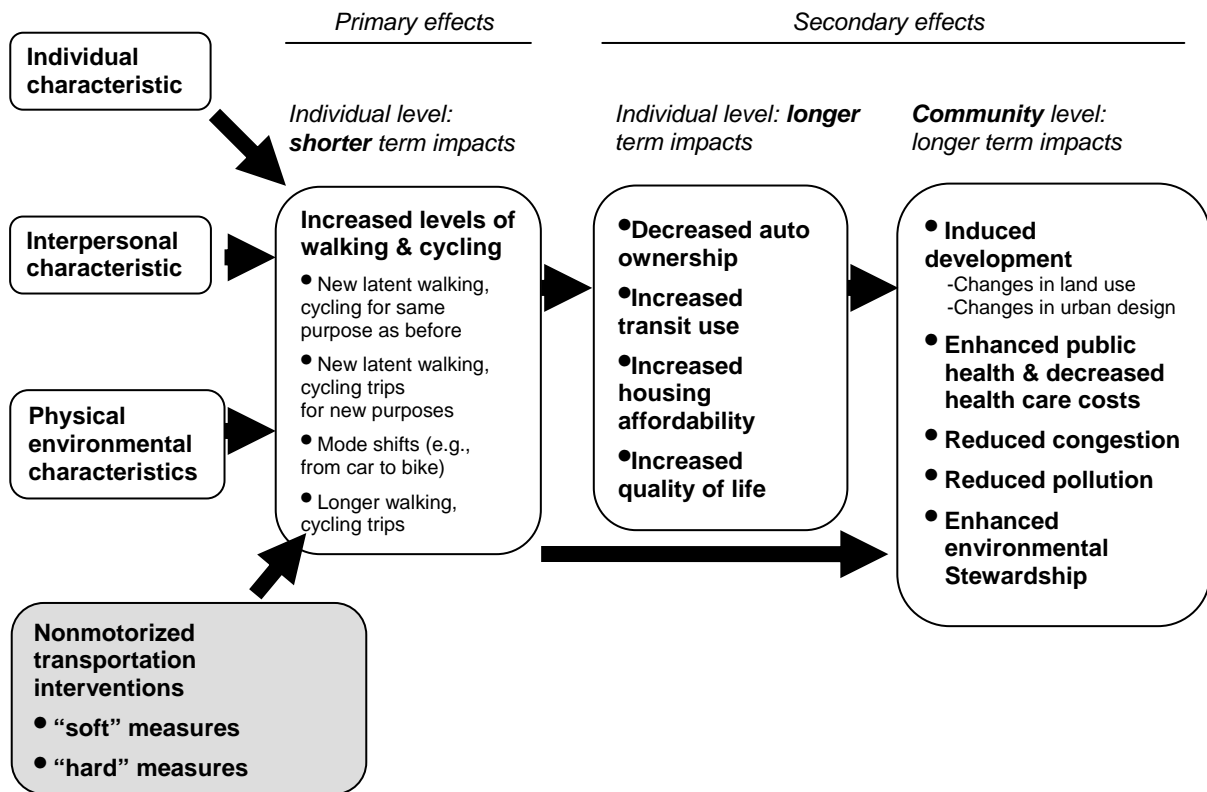 Primary effects
Secondary effects
Individual
characteristic
Individual level:
shorter term impacts
Individual level: longer
term impacts
Community level:
longer term impacts
Interpersonal
characteristic
Physical
environmental
characteristics
Increased levels of
walking & cycling
• New latent walking,
cycling for same
purpose as before
• New latent walking,
cycling trips
for new purposes
• Mode shifts (e.g.,
from car to bike)
• Longer walking,
cycling trips
•Decreased auto
ownership
•Increased
transit use
•Increased
housing
affordability
•Increased
quality of life
• Induced
development
-Changes in land use
-Changes in urban design
• Enhanced public
health & decreased
health care costs
• Reduced congestion
• Reduced pollution
• Enhanced
environmental
Stewardship
Nonmotorized
transportation
interventions
• “soft” measures
• “hard” measures